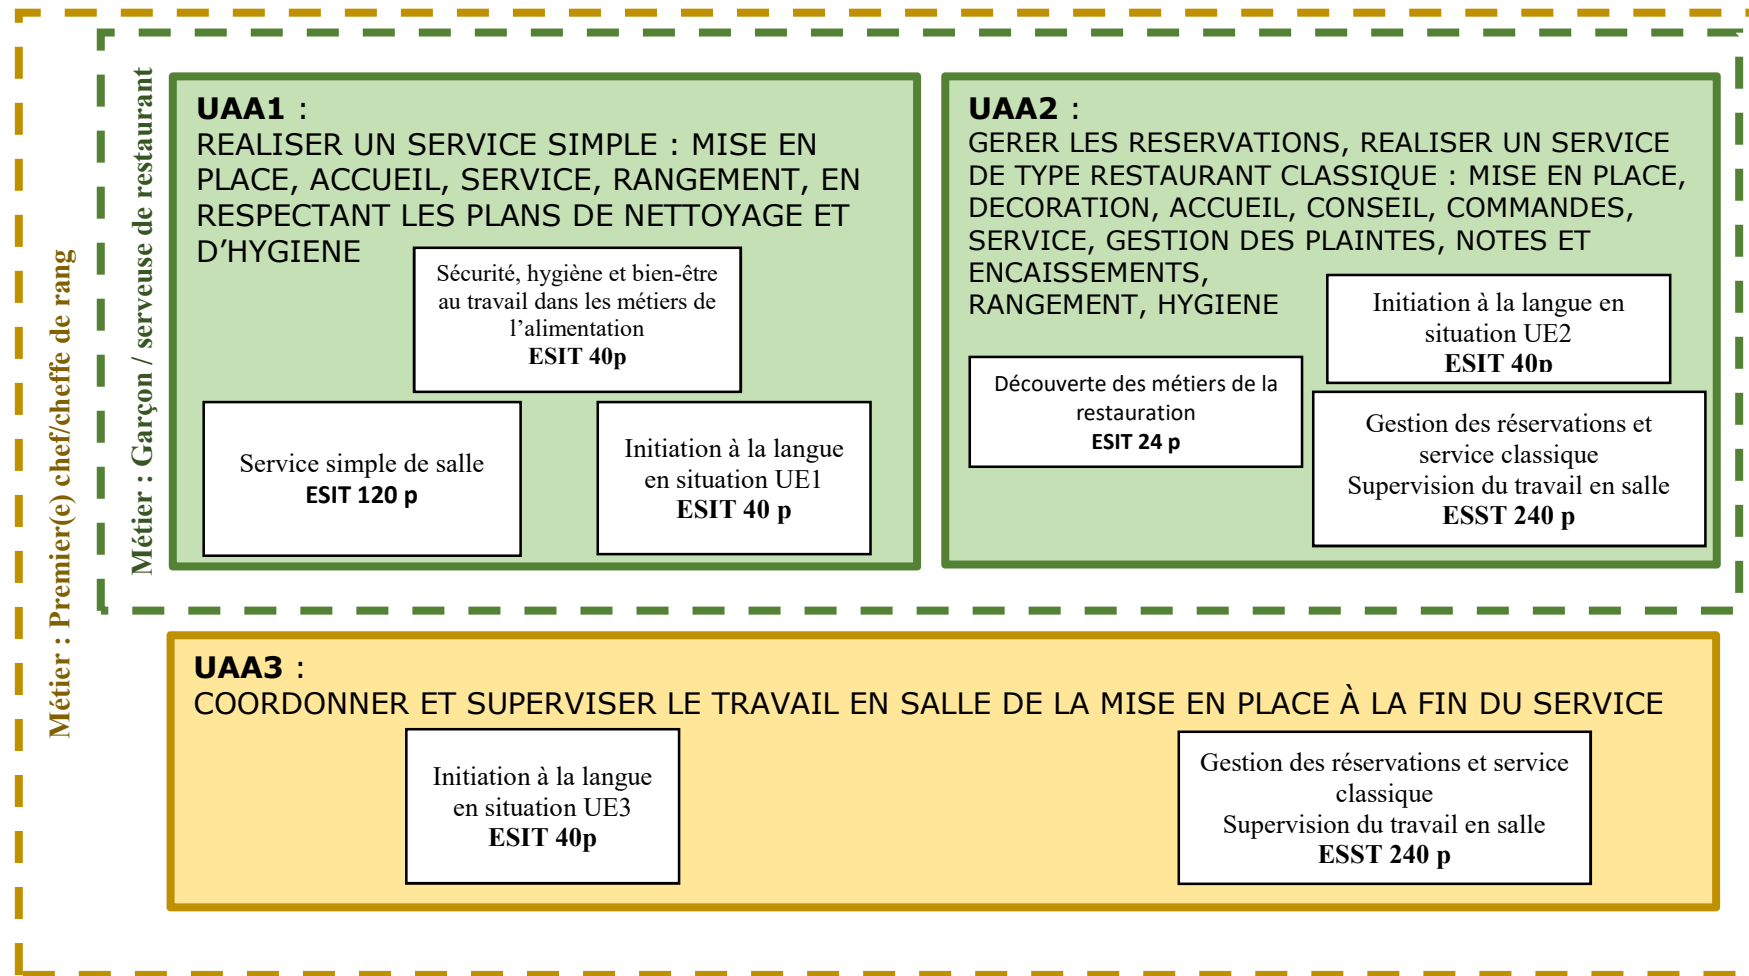 Métier : Premier(e) chef/cheffe de rang
Métier : Garçon / serveuse de restaurant
UAA1 :
REALISER UN SERVICE SIMPLE : MISE EN
PLACE, ACCUEIL, SERVICE, RANGEMENT, EN
RESPECTANT LES PLANS DE NETTOYAGE ET
D’HYGIENE
Sécurité, hygiène et bien-être
au travail dans les métiers de
l’alimentation
ESIT 40p
Service simple de salle
ESIT 120 p
Initiation à la langue
en situation UE1
ESIT 40 p
UAA2 :
GERER LES RESERVATIONS, REALISER UN SERVICE
DE TYPE RESTAURANT CLASSIQUE : MISE EN PLACE,
DECORATION, ACCUEIL, CONSEIL, COMMANDES,
SERVICE, GESTION DES PLAINTES, NOTES ET
ENCAISSEMENTS,
RANGEMENT, HYGIENE
Initiation à la langue en
situation UE2
ESIT 40p
Découverte des métiers de la
restauration
ESIT 24 p
Gestion des réservations et
service classique
Supervision du travail en salle
ESST 240 p
UAA3 :
COORDONNER ET SUPERVISER LE TRAVAIL EN SALLE DE LA MISE EN PLACE À LA FIN DU SERVICE
Initiation à la langue
en situation UE3
ESIT 40p
Gestion des réservations et service
classique
Supervision du travail en salle
ESST 240 p